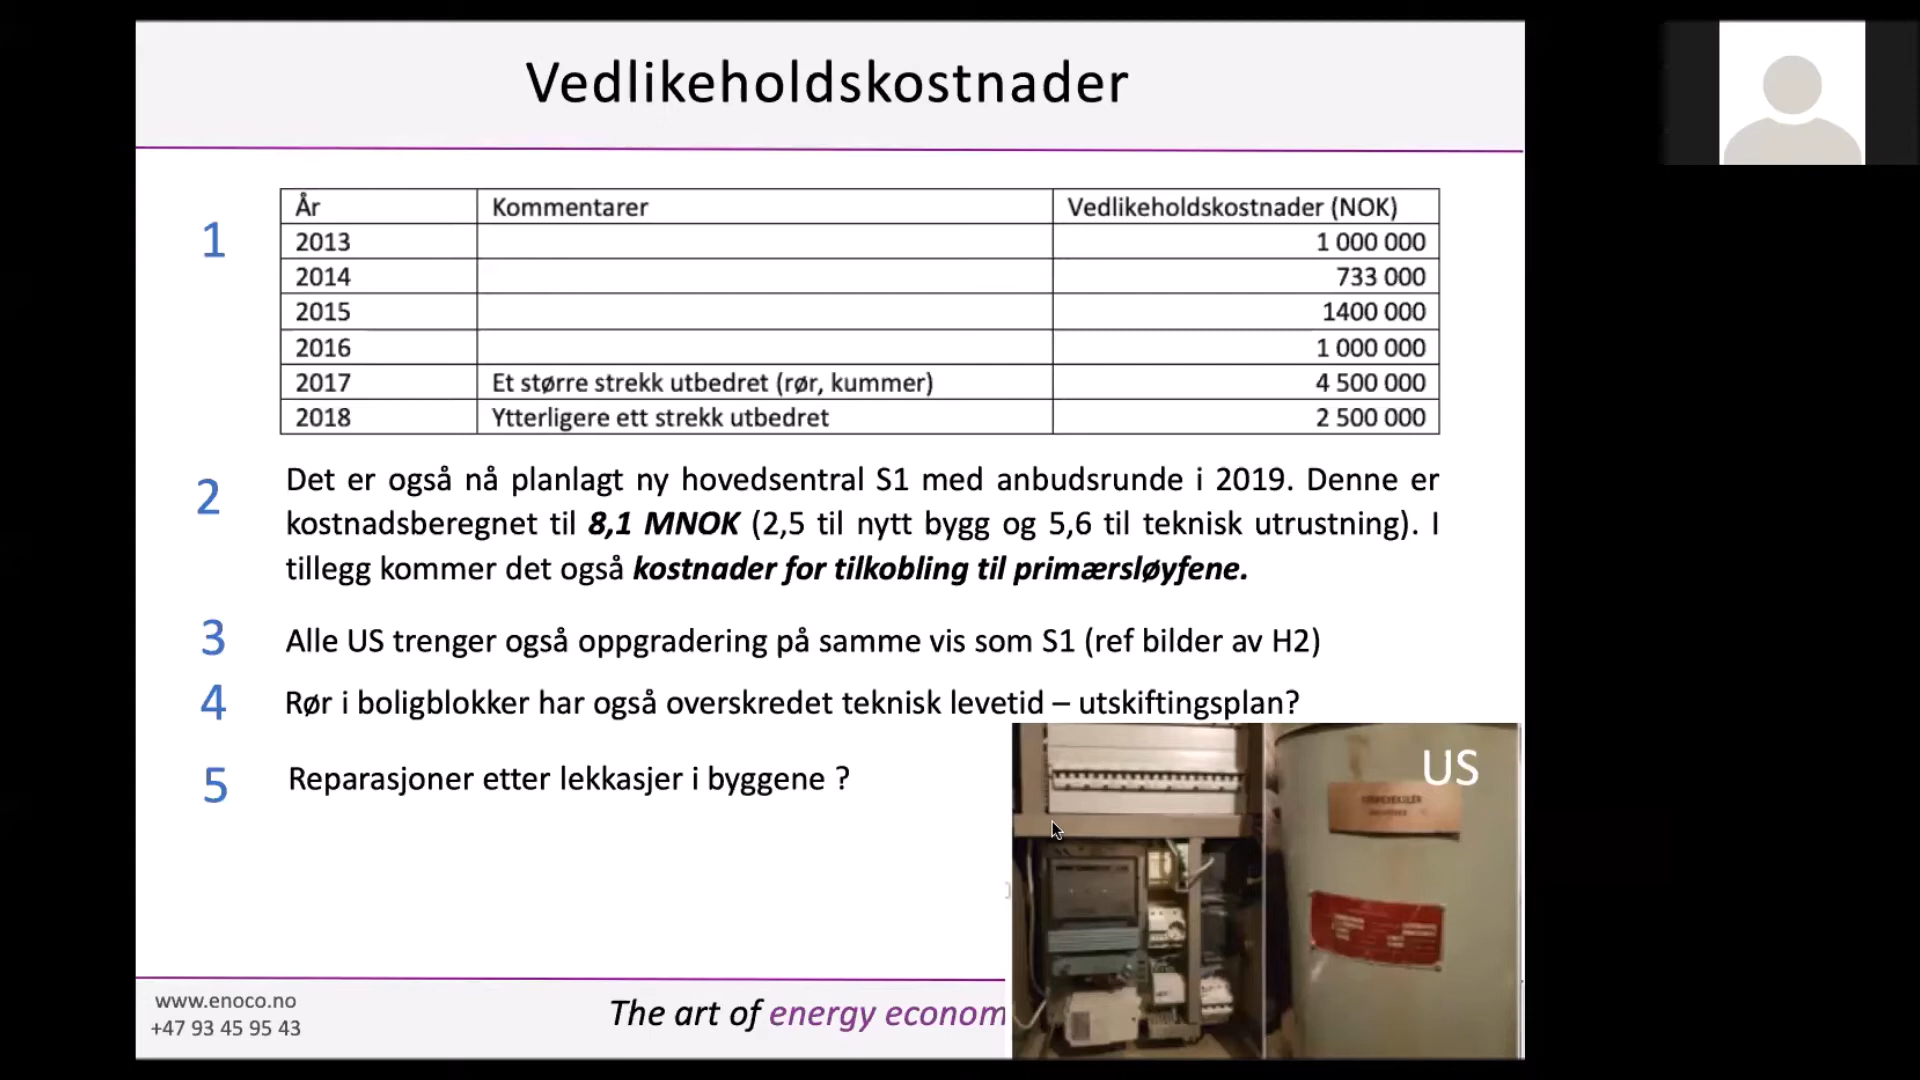 Vedlikeholdskostnader
1
År Kommentarer Vedlikeholdskostnader (NOK)
2013 1 000 000
2014 733 000
2015 1400 000
2016 1 000 000
2017 Et større strekk utbedret (rør, kummer) 4 500 000
2018 Ytterligere ett strekk utbedret 2 500 000
2 Det er også nå planlagt ny hovedsentral S1 med anbudsrunde i 2019. Denne er
kostnadsberegnet til 8,1 MNOK (2,5 til nytt bygg og 5,6 til teknisk utrustning). I
tillegg kommer det også kostnader for tilkobling til primærsløyfene.
3 Alle US trenger også oppgradering på samme vis som S1 (ref bilder av H2)
4 Rør i boligblokker har også overskredet teknisk levetid – utskiftingsplan?
5 Reparasjoner etter lekkasjer i byggene ?
US
www.enoco.no
+47 93 45 95 43
The art of energy econom